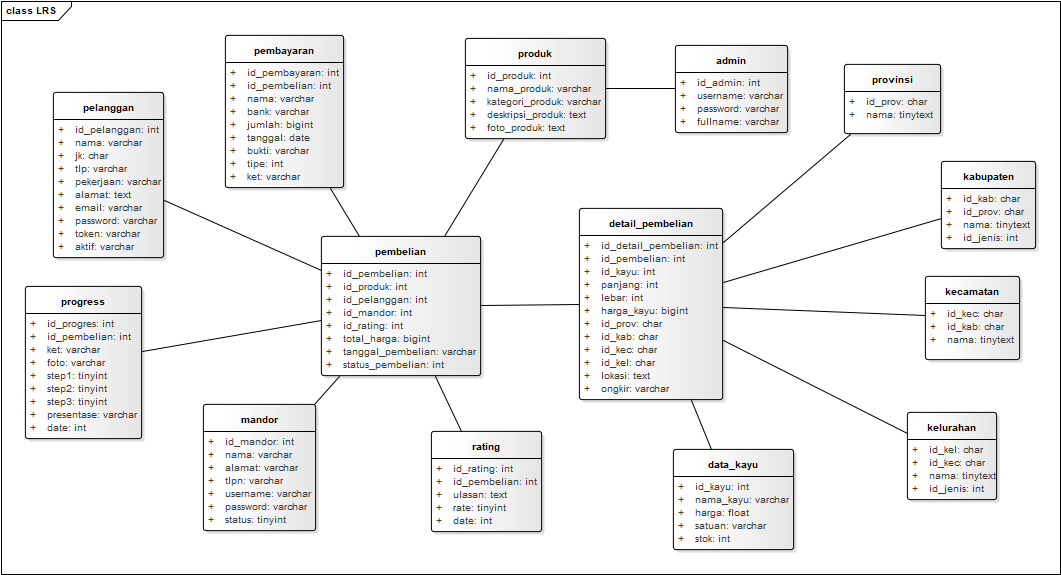 class LRS
pelanggan
+ id_pelanggan: int
+ nama: varchar
+ jk: char
+ tlp: varchar
+ pekerjaan: varchar
+ alamat: text
+ email: varchar
+ password: varchar
+ token: varchar
+ aktif: varchar
pembayaran
+ id_pembayaran: int
+ id_pembelian: int
+ nama: varchar
+ bank: varchar
+ jumlah: bigint
+ tanggal: date
+ bukti: varchar
+ tipe: int
+ ket: varchar
produk
+ id_produk: int
+ nama_produk: varchar
+ kategori_produk: varchar
+ deskripsi_produk: text
+ foto_produk: text
admin
+ id_admin: int
+ username: varchar
+ password: varchar
+ fullname: varchar
provinsi
+ id_prov: char
+ nama: tinytext
kabupaten
+ id_kab: char
+ id_prov: char
+ nama: tinytext
+ id_jenis: int
pembelian
+ id_pembelian: int
+ id_produk: int
+ id_pelanggan: int
+ id_mandor: int
+ id_rating: int
+ total_harga: bigint
+ tanggal_pembelian: varchar
+ status_pembelian: int
detail_pembelian
+ id_detail_pembelian: int
+ id_pembelian: int
+ id_kayu: int
+ panjang: int
+ lebar: int
+ harga_kayu: bigint
+ id_prov: char
+ id_kab: char
+ id_kec: char
+ id_kel: char
+ lokasi: text
+ ongkir: varchar
kecamatan
+ id_kec: char
+ id_kab: char
+ nama: tinytext
progress
+ id_progres: int
+ id_pembelian: int
+ ket: varchar
+ foto: varchar
+ step1: tinyint
+ step2: tinyint
+ step3: tinyint
+ presentase: varchar
+ date: int
mandor
+ id_mandor: int
+ nama: varchar
+ alamat: varchar
+ tlpn: varchar
+ username: varchar
+ password: varchar
+ status: tinyint
rating
+ id_rating: int
+ id_pembelian: int
+ ulasan: text
+ rate: tinyint
+ date: int
data_kayu
+ id_kayu: int
+ nama_kayu: varchar
+ harga: float
+ satuan: varchar
+ stok: int
kelurahan
+ id_kel: char
+ id_kec: char
+ nama: tinytext
+ id_jenis: int